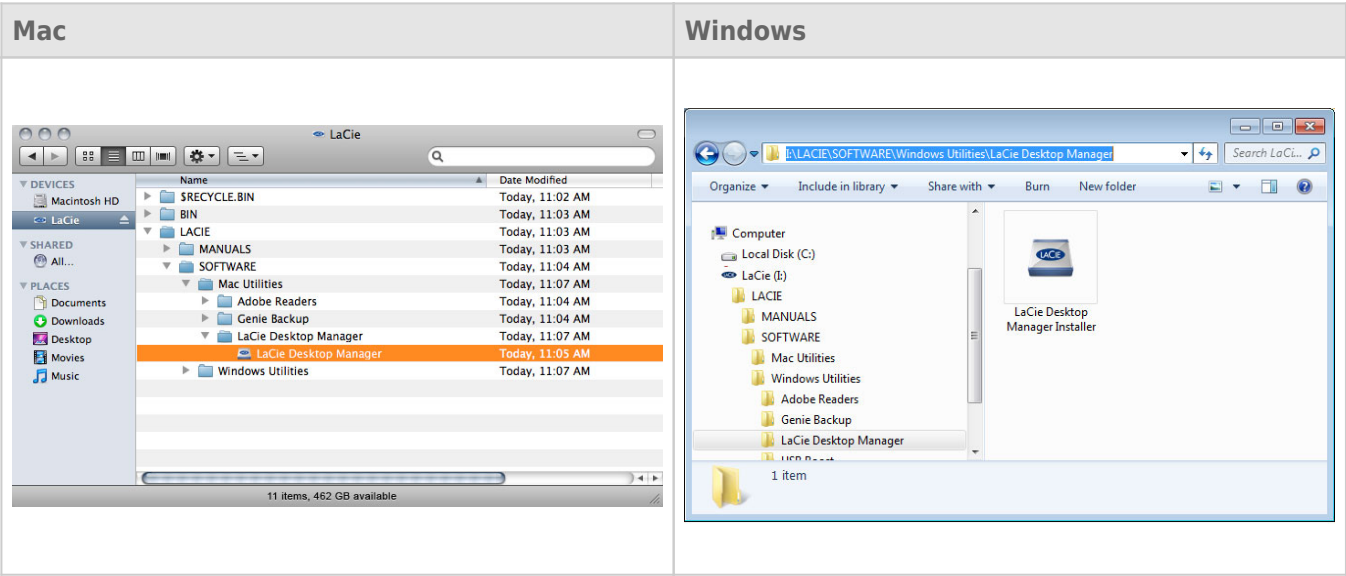 Mac
Windows
LaCie
Name
Date Modified
DEVICES
Macintosh HD
LaCie
SHARED
All...
PLACES
Documents
Downloads
Desktop
Movies
Music
$RECYCLE.BIN Today, 11:02 AM
BIN Today, 11:03 AM
LACIE Today, 11:03 AM
MANUALS Today, 11:03 AM
SOFTWARE Today, 11:04 AM
Mac Utilities Today, 11:07 AM
Adobe Readers Today, 11:04 AM
Genie Backup Today, 11:04 AM
LaCie Desktop Manager Today, 11:07 AM
LaCie Desktop Manager Today, 11:05 AM
Windows Utilities Today, 11:07 AM
11 items, 462 GB available
I:\LACIE\SOFTWARE\Windows Utilities\LaCie Desktop Manager
Search LaCi...
Organize Include in library Share with Burn New folder
Computer
Local Disk (C:)
LaCie (I:)
LACIE
MANUALS
SOFTWARE
Mac Utilities
Windows Utilities
Adobe Readers
Genie Backup
LaCie Desktop Manager
USB Boost
LACIE
LaCie Desktop
Manager Installer
1 item